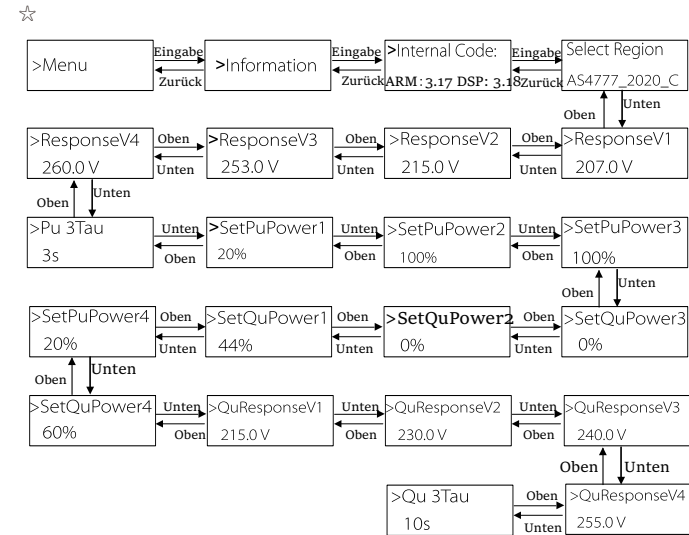 >Menu
Eingabe
Zurück
>Information
Eingabe
Zurück
>Internal Code:
ARM: 3.17 DSP: 3.18
Eingabe
Zurück
Select Region
AS4777_2020_C
Oben
Unten
>ResponseV4
260.0 V
Oben
Unten
>ResponseV3
253.0 V
Oben
Unten
>ResponseV2
215.0 V
Oben
Unten
>ResponseV1
207.0 V
Oben
Unten
>Pu 3Tau
3s
Unten
Oben
>SetPuPower1
20%
Unten
Oben
>SetPuPower2
100%
Unten
Oben
>SetPuPower3
100%
Oben
Unten
>SetPuPower4
20%
Oben
Unten
>SetQuPower1
44%
Oben
Unten
>SetQuPower2
0%
Oben
Unten
>SetQuPower3
0%
Oben
Unten
>SetQuPower4
60%
Unten
Oben
>QuResponseV1
215.0 V
Unten
Oben
>QuResponseV2
230.0 V
Unten
Oben
>QuResponseV3
240.0 V
Oben
Unten
>Qu 3Tau
10s
Oben
Unten
>QuResponseV4
255.0 V